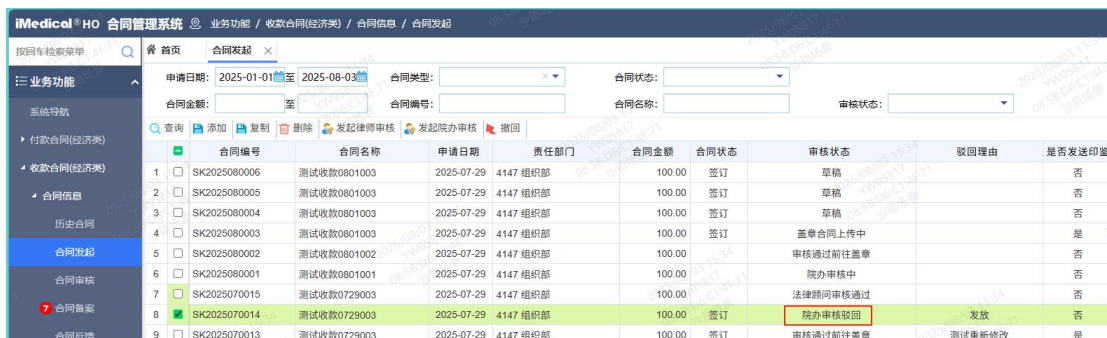 iMedical® HO 合同管理系统 业务功能 / 收款合同(经济类) / 合同信息 / 合同发起
按回车检索菜单 首页 合同发起 ×
业务功能
系统导航
付款合同(经济类)
收款合同(经济类)
合同信息
历史合同
合同发起
合同审核
7 合同备案
合同反馈
申请日期: 2025-01-01 至 2025-08-03 合同类型: 合同状态:
合同金额: 至 合同编号: 合同名称: 审核状态:
查询 添加 复制 删除 发起律师审核 发起院办审核 撤回
合同编号 合同名称 申请日期 责任部门 合同金额 合同状态 审核状态 驳回理由 是否发送印鉴
1 SK2025080006 测试收款0801003 2025-07-29 4147 组织部 100.00 签订 草稿 否
2 SK2025080005 测试收款0801003 2025-07-29 4147 组织部 100.00 签订 草稿 否
3 SK2025080004 测试收款0801003 2025-07-29 4147 组织部 100.00 签订 草稿 否
4 SK2025080003 测试收款0801003 2025-07-29 4147 组织部 100.00 签订 盖章合同上传中 是
5 SK2025080002 测试收款0801002 2025-07-29 4147 组织部 100.00 审核通过前往盖章 否
6 SK2025080001 测试收款0801001 2025-07-29 4147 组织部 100.00 院办审核中 否
7 SK2025070015 测试收款0729003 2025-07-29 4147 组织部 100.00 法律顾问审核通过 否
8 SK2025070014 测试收款0729003 2025-07-29 4147 组织部 100.00 签订 院办审核驳回 发放 否
9 SK2025070013 测试收款0729003 2025-07-29 4147 组织部 100.00 签订 审核通过前往盖章 测试重新修改 是